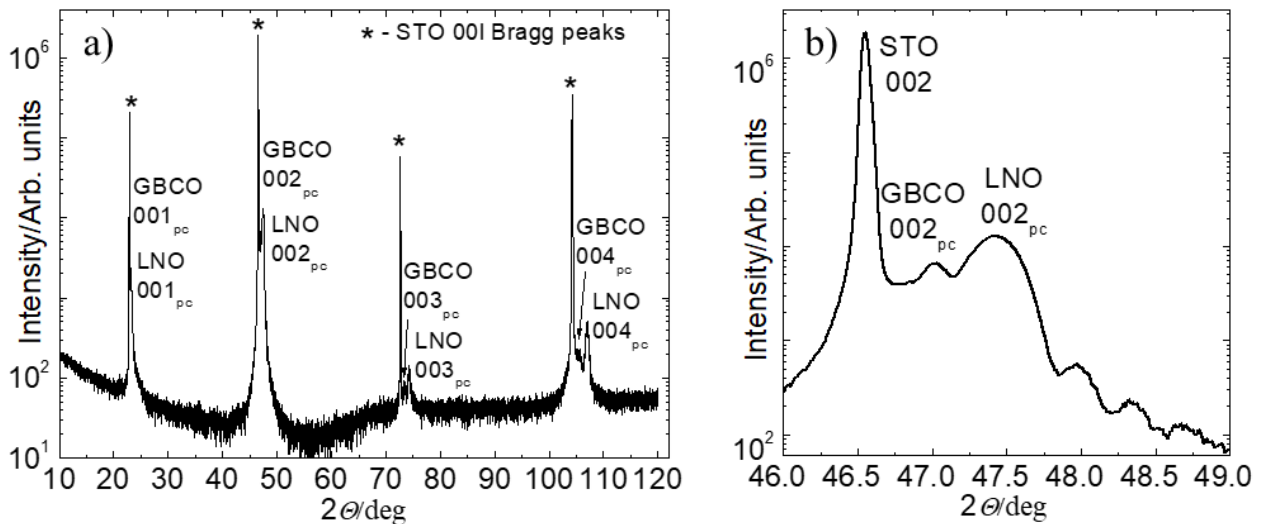 a)
* - STO 00l Bragg peaks
*
*
*
*
GBCO
001pc
LNO
001pc
GBCO
002pc
LNO
002pc
GBCO
003pc
LNO
003pc
GBCO
004pc
LNO
004pc
Intensity/Arb. units
10^6
10^2
10^1
10 20 30 40 50 60 70 80 90 100 110 120
2Θ/deg
b)
STO
002
GBCO
002pc
LNO
002pc
Intensity/Arb. units
10^6
10^2
46.0 46.5 47.0 47.5 48.0 48.5 49.0
2Θ/deg